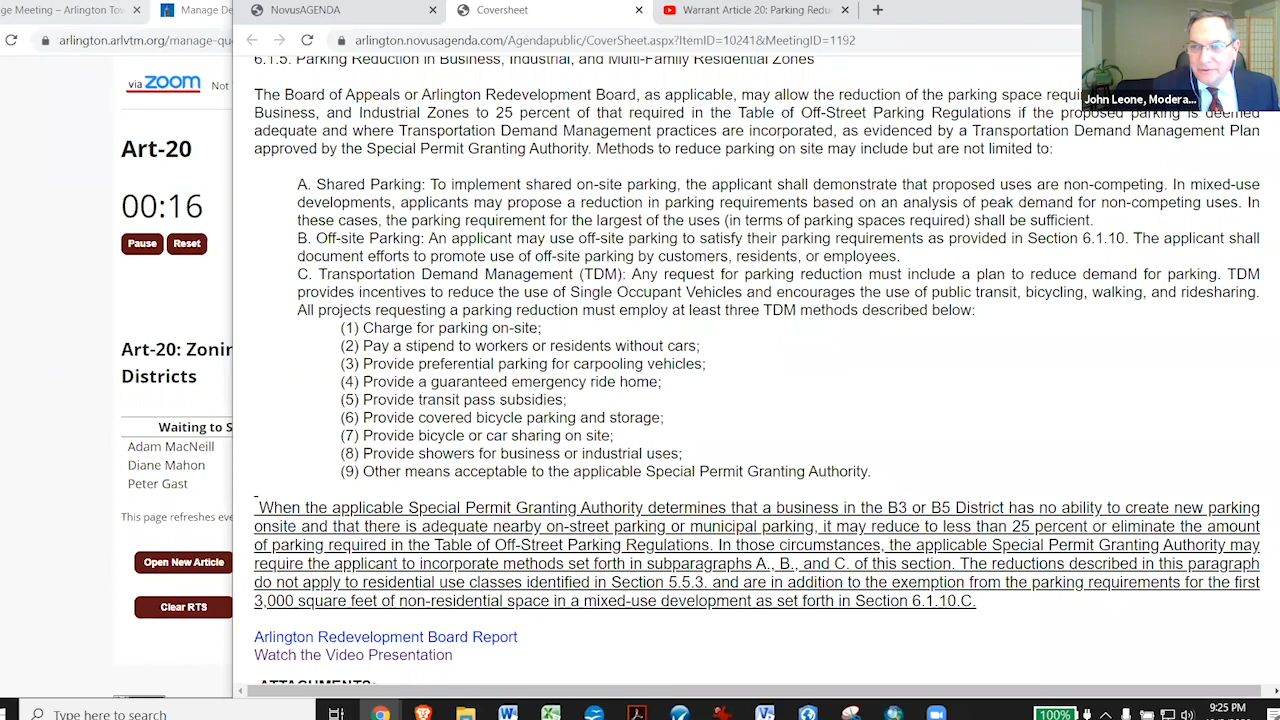 ge Meeting – Arlington Tow
Manage De
NovusAGENDA
Coversheet
Warrant Article 20: Parking Redu
arlington.arlvtm.org/manage-qu
arlington.novusagenda.com/Agendapublic/CoverSheet.aspx?ItemID=10241&MeetingID=1192
via zoom Not
Art-20
00:16
Pause Reset
Art-20: Zonin
Districts
Waiting to S
Adam MacNeill
Diane Mahon
Peter Gast
This page refreshes eve
Open New Article
Clear RTS
6.1.5. Parking Reduction in Business, Industrial, and Multi-Family Residential Zones
The Board of Appeals or Arlington Redevelopment Board, as applicable, may allow the reduction of the parking space requi
Business, and Industrial Zones to 25 percent of that required in the Table of Off-Street Parking Regulations if the proposed parking is deemed
adequate and where Transportation Demand Management practices are incorporated, as evidenced by a Transportation Demand Management Plan
approved by the Special Permit Granting Authority. Methods to reduce parking on site may include but are not limited to:
A. Shared Parking: To implement shared on-site parking, the applicant shall demonstrate that proposed uses are non-competing. In mixed-use
developments, applicants may propose a reduction in parking requirements based on an analysis of peak demand for non-competing uses. In
these cases, the parking requirement for the largest of the uses (in terms of parking spaces required) shall be sufficient.
B. Off-site Parking: An applicant may use off-site parking to satisfy their parking requirements as provided in Section 6.1.10. The applicant shall
document efforts to promote use of off-site parking by customers, residents, or employees.
C. Transportation Demand Management (TDM): Any request for parking reduction must include a plan to reduce demand for parking. TDM
provides incentives to reduce the use of Single Occupant Vehicles and encourages the use of public transit, bicycling, walking, and ridesharing.
All projects requesting a parking reduction must employ at least three TDM methods described below:
(1) Charge for parking on-site;
(2) Pay a stipend to workers or residents without cars;
(3) Provide preferential parking for carpooling vehicles;
(4) Provide a guaranteed emergency ride home;
(5) Provide transit pass subsidies;
(6) Provide covered bicycle parking and storage;
(7) Provide bicycle or car sharing on site;
(8) Provide showers for business or industrial uses;
(9) Other means acceptable to the applicable Special Permit Granting Authority.
When the applicable Special Permit Granting Authority determines that a business in the B3 or B5 District has no ability to create new parking
onsite and that there is adequate nearby on-street parking or municipal parking, it may reduce to less than 25 percent or eliminate the amount
of parking required in the Table of Off-Street Parking Regulations. In those circumstances, the applicable Special Permit Granting Authority may
require the applicant to incorporate methods set forth in subparagraphs A., B., and C. of this section. The reductions described in this paragraph
do not apply to residential use classes identified in Section 5.5.3. and are in addition to the exemption from the parking requirements for the first
3,000 square feet of non-residential space in a mixed-use development as set forth in Section 6.1.10.C.
Arlington Redevelopment Board Report
Watch the Video Presentation
ATTACHMENTS:
John Leone, Modera...
Type here to search
100%
9:25 PM